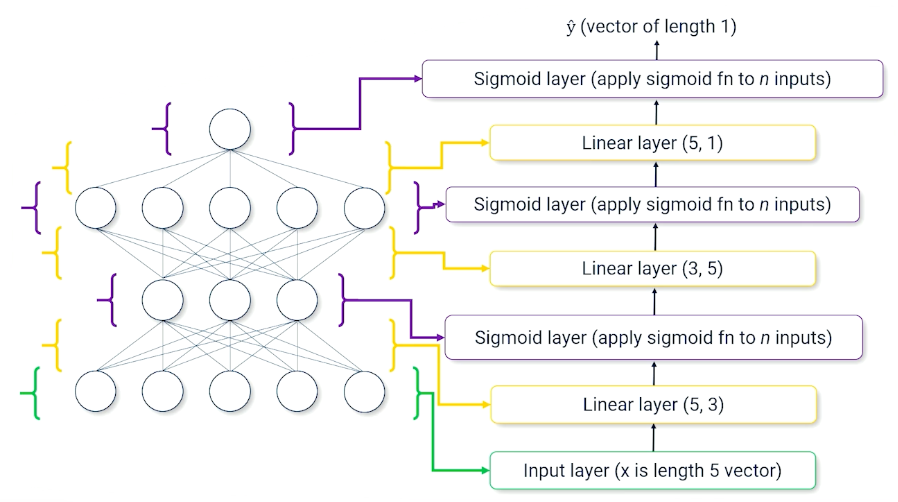 ŷ (vector of length 1)
Sigmoid layer (apply sigmoid fn to n inputs)
Linear layer (5, 1)
Sigmoid layer (apply sigmoid fn to n inputs)
Linear layer (3, 5)
Sigmoid layer (apply sigmoid fn to n inputs)
Linear layer (5, 3)
Input layer (x is length 5 vector)